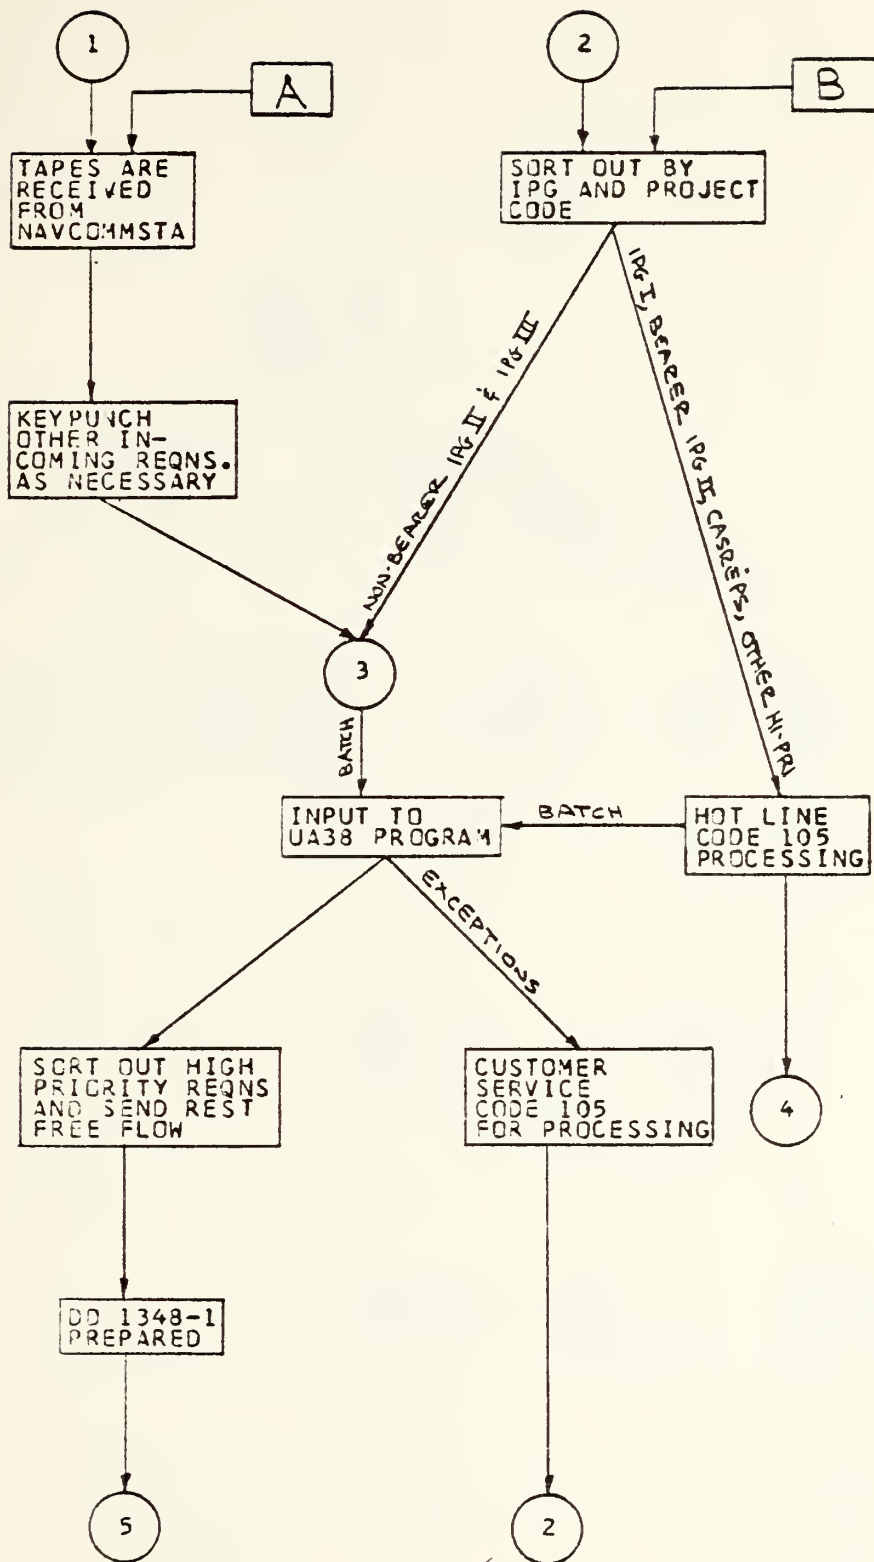 1
2
A
B
TAPES ARE
RECEIVED
FROM
NAVCOMMSTA
SORT OUT BY
IPG AND PROJECT
CODE
NON-BEARER IPG II & IPG III
IPG I, BEARER IPG II, CASREPS, OTHER HI-PRI
KEYPUNCH
OTHER IN-
COMING REQNS.
AS NECESSARY
3
BATCH
INPUT TO
UA38 PROGRAM
BATCH
HOT LINE
CODE 105
PROCESSING
EXCEPTIONS
SORT OUT HIGH
PRIORITY REQNS
AND SEND REST
FREE FLOW
CUSTOMER
SERVICE
CODE 105
FOR PROCESSING
4
DD 1348-1
PREPARED
5
2